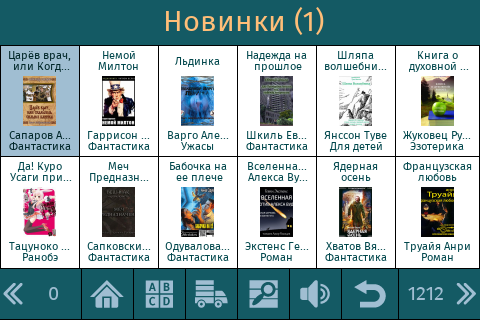 Новинки (1)
Царёв врач,
или Когд...
Сапаров А...
Фантастика
Немой
Милтон
Гаррисон ...
Фантастика
Льдинка
Варго Але...
Ужасы
Надежда на
прошлое
Шкиль Ев...
Фантастика
Шляпа
волшебни...
Янссон Туве
Для детей
Книга о
духовной ...
Жуковец Ру...
Эзотерика
Да! Куро
Усаги при...
Тацуноко ...
Ранобэ
Меч
Предназн...
Сапковски...
Фантастика
Бабочка на
ее плече
Одувалова...
Фантастика
Вселенна...
Алекса Ву...
Экстенс Ге...
Роман
Ядерная
осень
Хватов Вя...
Фантастика
Французская
любовь
Труайя Анри
Роман
0
A B
C D
1212